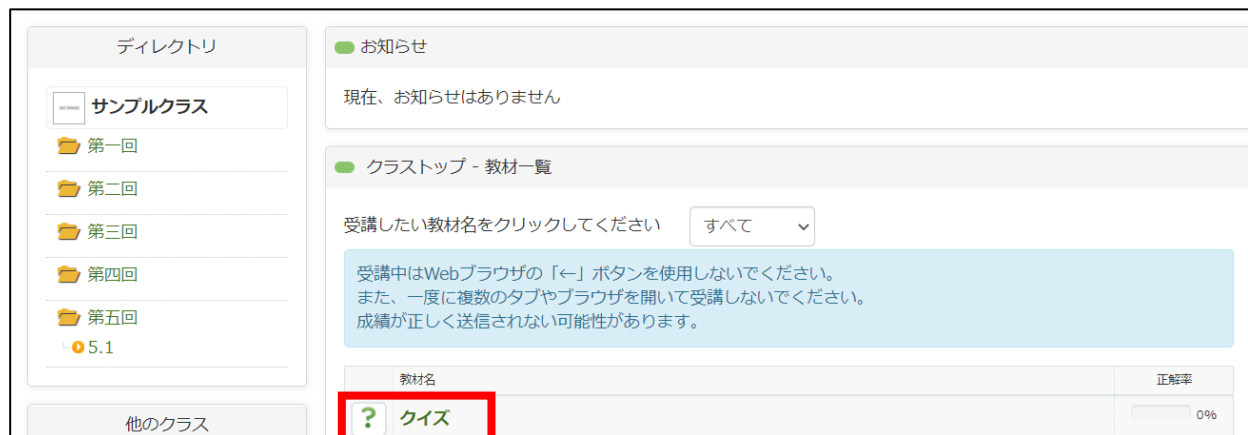 ディレクトリ
サンプルクラス
第一回
第二回
第三回
第四回
第五回
5.1
他のクラス
お知らせ
現在、お知らせはありません
クラストップ - 教材一覧
受講したい教材名をクリックしてください すべて
受講中はWebブラウザの「←」ボタンを使用しないでください。
また、一度に複数のタブやブラウザを開いて受講しないでください。
成績が正しく送信されない可能性があります。
教材名 正解率
? クイズ 0%